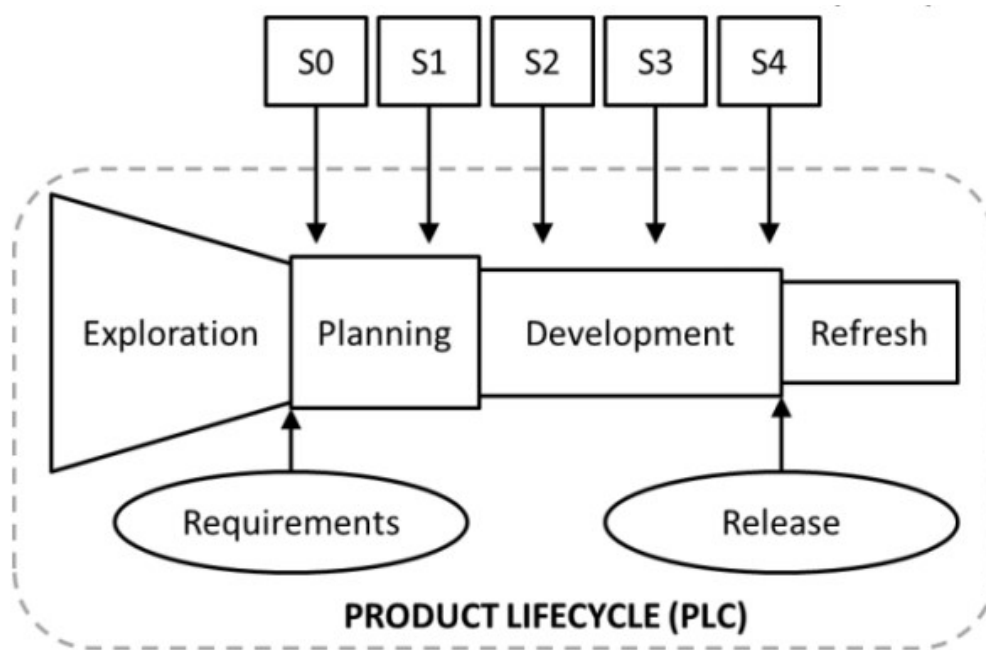 S0 S1 S2 S3 S4
Exploration Planning Development Refresh
Requirements Release
PRODUCT LIFECYCLE (PLC)